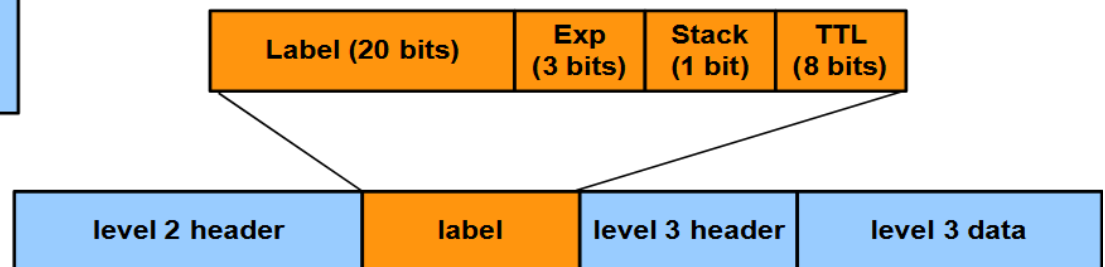 Label (20 bits)
Exp
(3 bits)
Stack
(1 bit)
TTL
(8 bits)
level 2 header
label
level 3 header
level 3 data